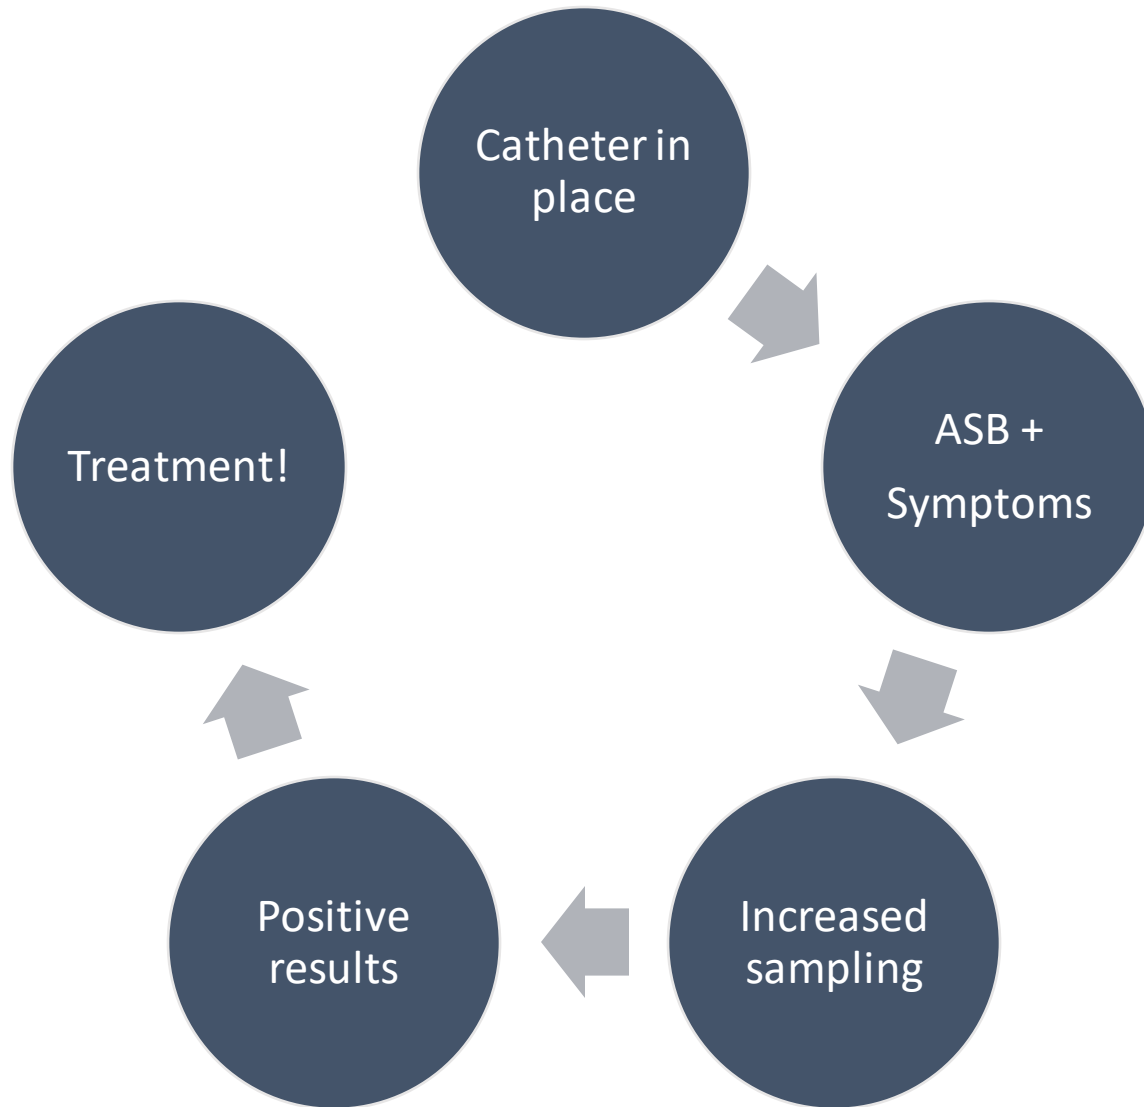 Catheter in
place
ASB +
Symptoms
Increased
sampling
Positive
results
Treatment!